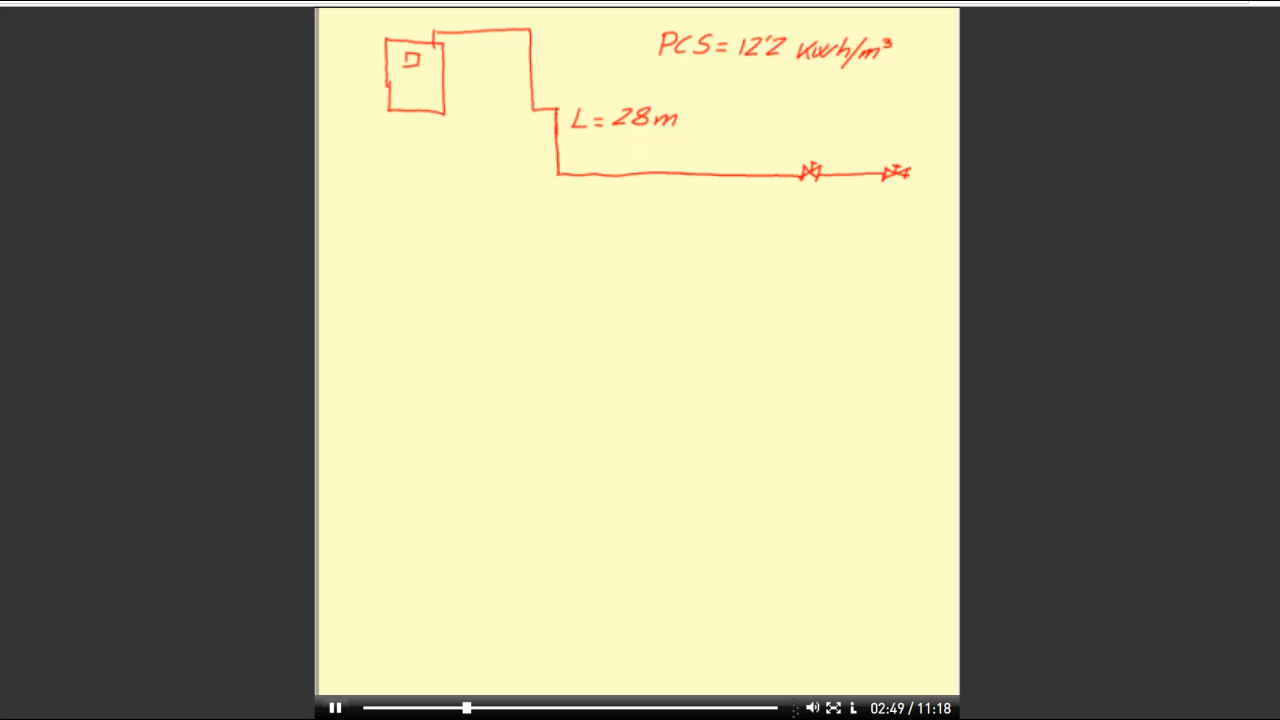 PCS = 12'2 Kwh/m³
L = 28m
02:49 / 11:18